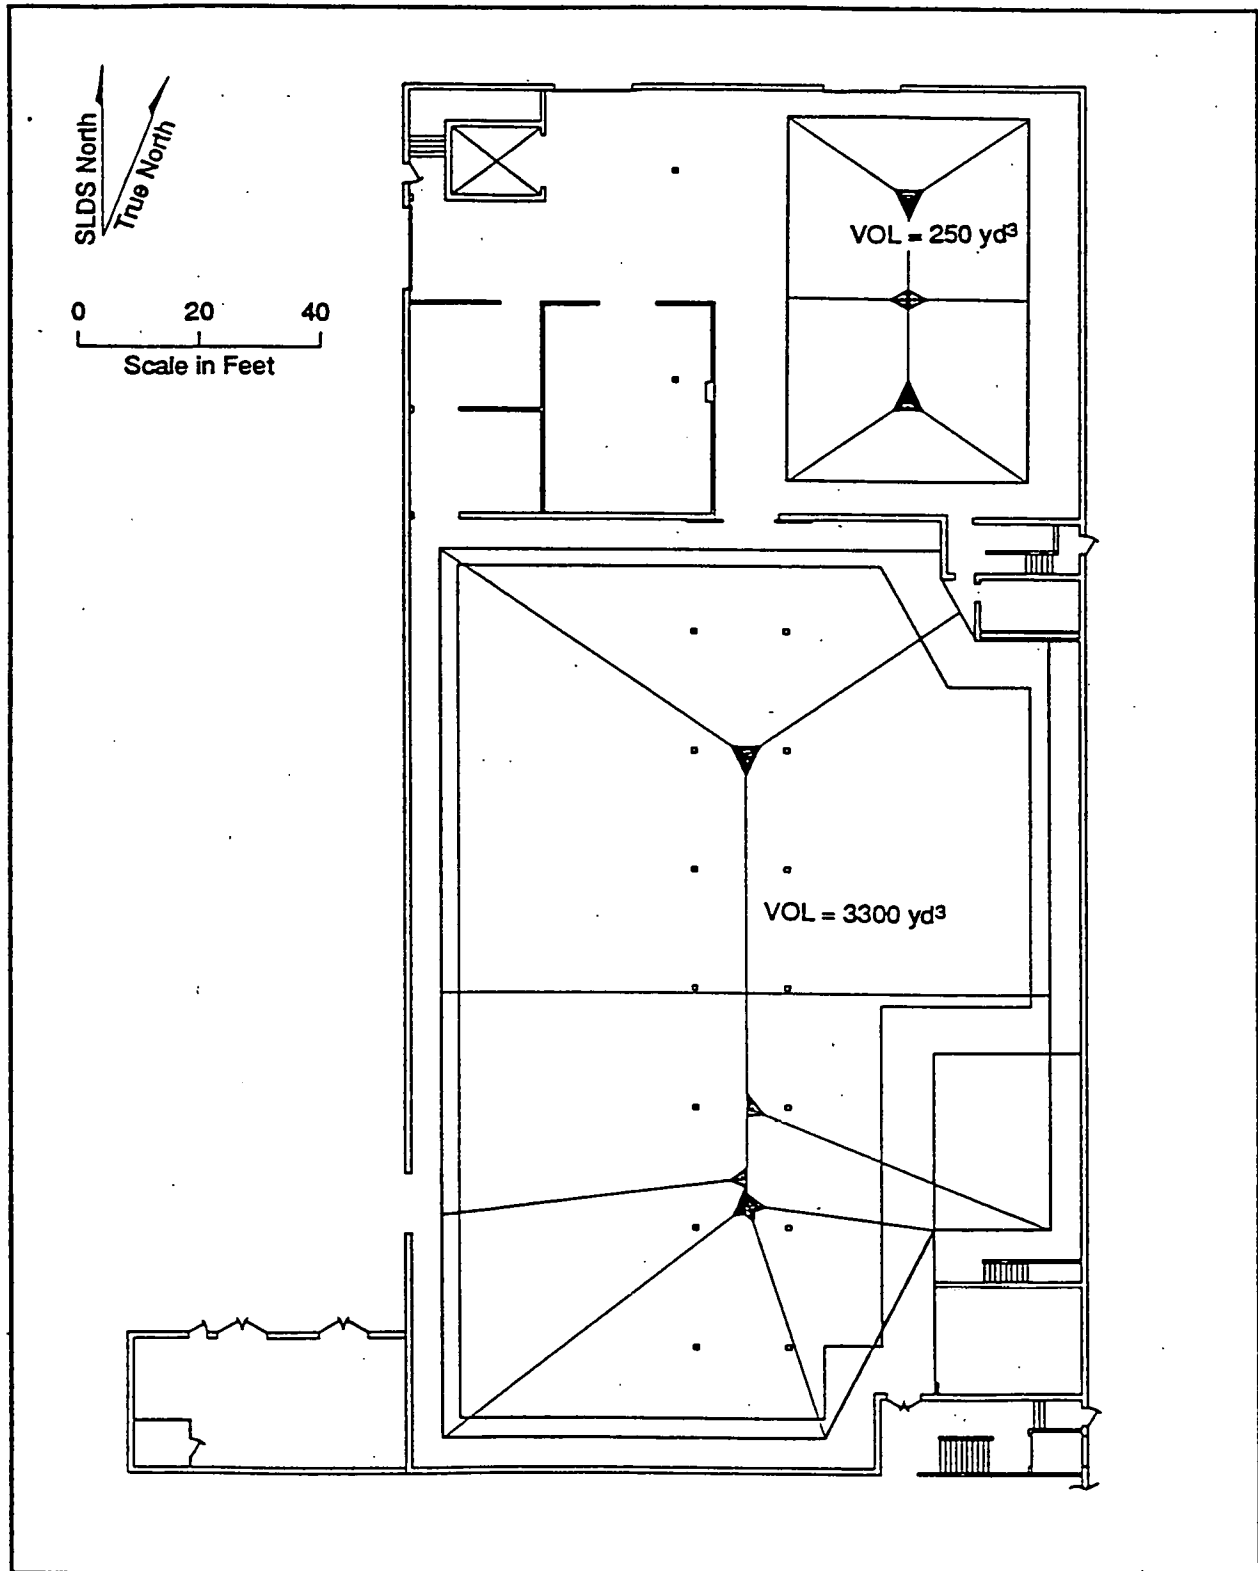 SLDS North
True North
0 20 40
Scale in Feet
VOL = 250 yd³
VOL = 3300 yd³